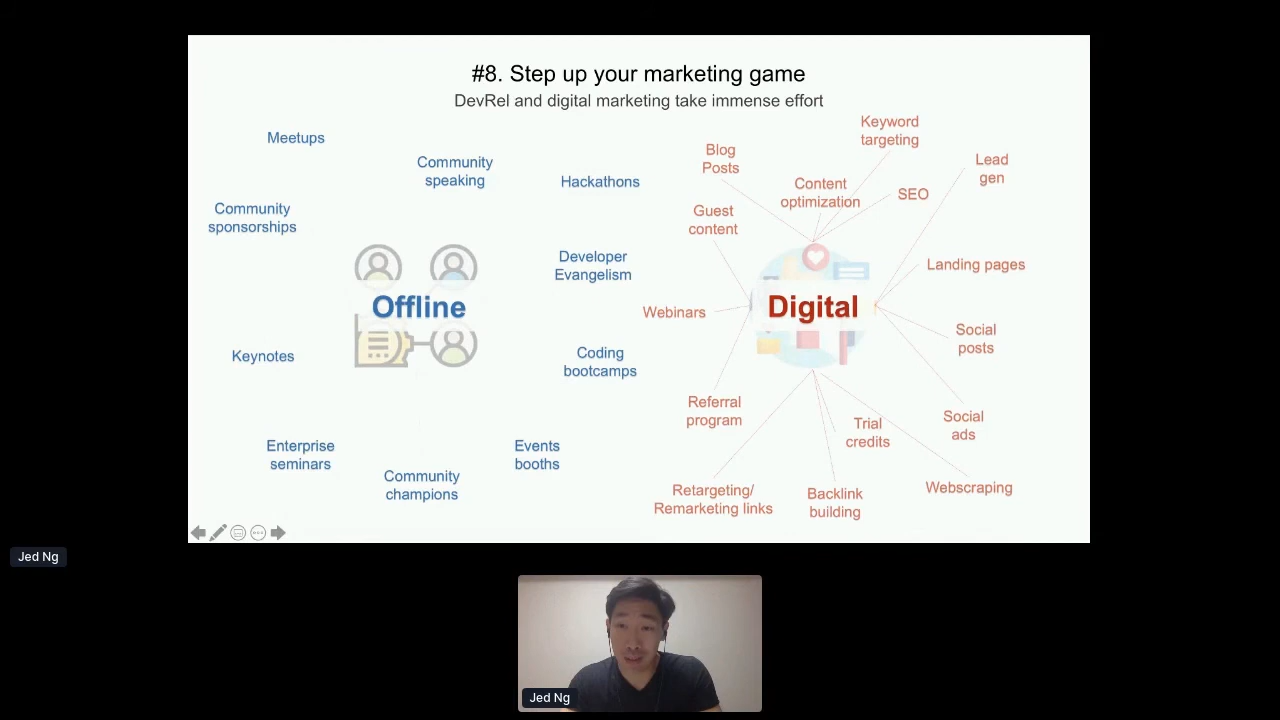 #8. Step up your marketing game
DevRel and digital marketing take immense effort
Meetups
Community
speaking
Hackathons
Community
sponsorships
Developer
Evangelism
Offline
Keynotes
Coding
bootcamps
Enterprise
seminars
Events
booths
Community
champions
Keyword
targeting
Blog
Posts
Lead
gen
Content
optimization
SEO
Guest
content
Landing pages
Webinars
Digital
Social
posts
Referral
program
Trial
credits
Social
ads
Retargeting/
Remarketing links
Backlink
building
Webscraping
Jed Ng
Jed Ng